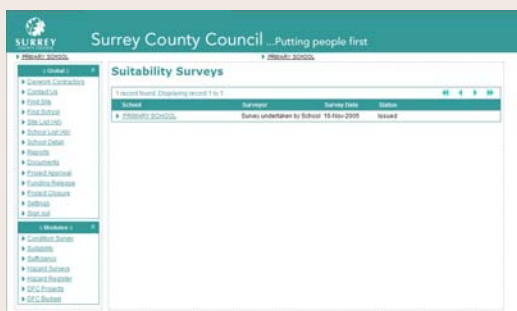 SURREY
COUNTY COUNCIL
Surrey County Council ...Putting people first
PRIMARY SCHOOL
PRIMARY SCHOOL
: Global :
Contact Us
Find Site
Find School
Site List (All)
School List (All)
School Detail
Reports
Documents
Project Approval
Funding Release
Project Closure
Settings
Sign out
: Modules :
Condition Survey
Suitability
Sufficiency
Hazard Surveys
Hazard Register
DFC Projects
DFC Budget
Suitability Surveys
1 record found. Displaying record 1 to 1
School Surveyor Survey Date Status
PRIMARY SCHOOL Survey undertaken by School 16-Nov-2005 Issued